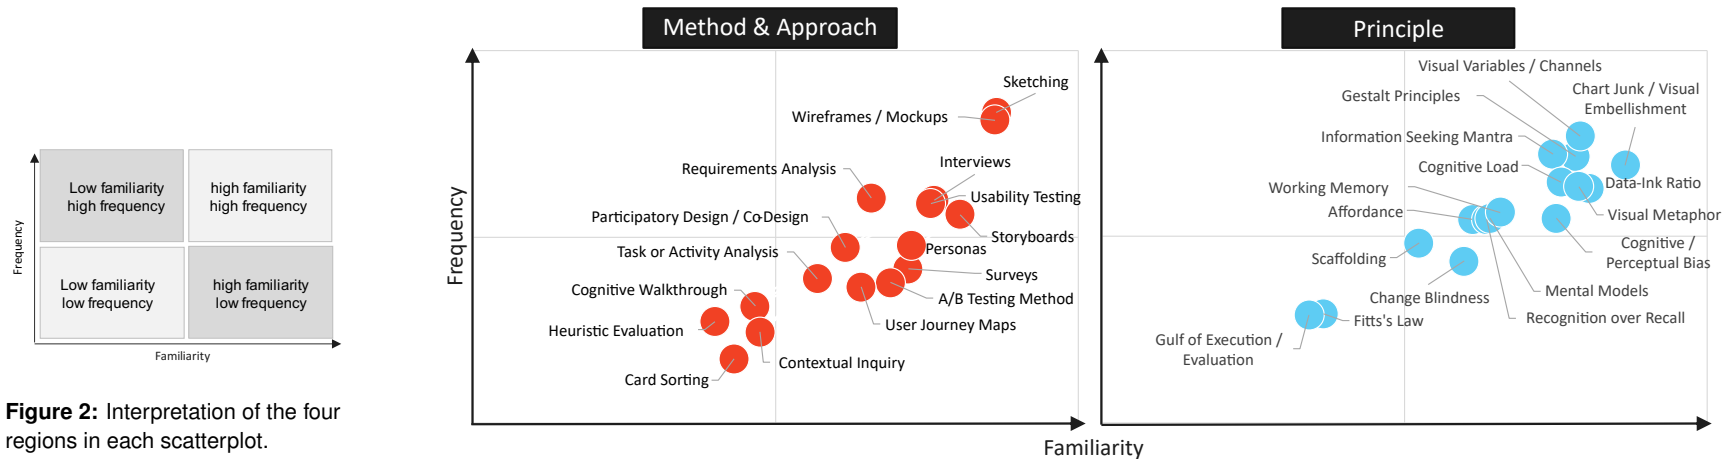 Low familiarity
high frequency
high familiarity
high frequency
Low familiarity
low frequency
high familiarity
low frequency
Frequency
Familiarity
Figure 2: Interpretation of the four
regions in each scatterplot.
Method & Approach
Frequency
Sketching
Wireframes / Mockups
Interviews
Requirements Analysis
Usability Testing
Participatory Design / Co-Design
Storyboards
Personas
Task or Activity Analysis
Surveys
Cognitive Walkthrough
A/B Testing Method
Heuristic Evaluation
User Journey Maps
Contextual Inquiry
Card Sorting
Familiarity
Principle
Visual Variables / Channels
Chart Junk / Visual
Embellishment
Gestalt Principles
Information Seeking Mantra
Cognitive Load
Data-Ink Ratio
Working Memory
Affordance
Visual Metaphor
Cognitive /
Perceptual Bias
Scaffolding
Change Blindness
Mental Models
Fitts's Law
Recognition over Recall
Gulf of Execution /
Evaluation